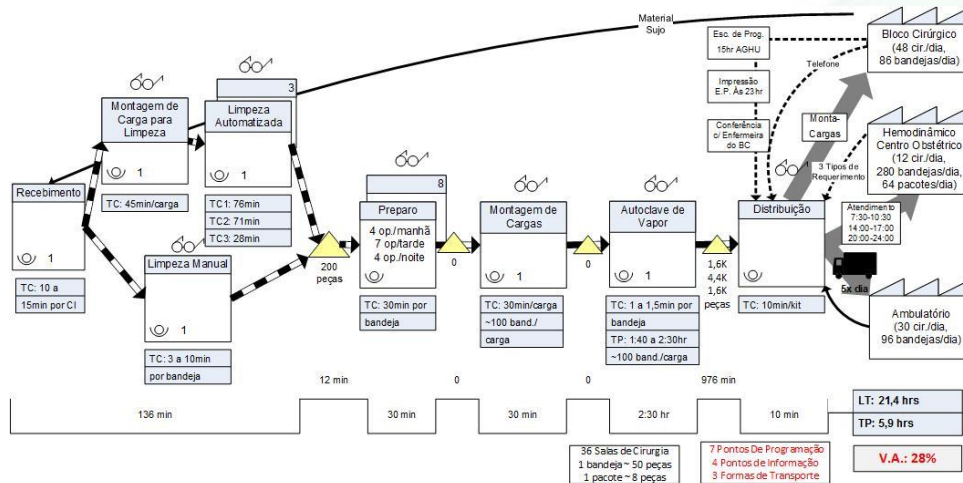 Material
Sujo
Esc. de Prog.
15hr AGHU
Impressão
E.P. Às 23hr
Conferência
c/ Enfermeira
do BC
Telefone
Monta-
Cargas
3 Tipos de
Requerimento
Bloco Cirúrgico
(48 cir./dia,
86 bandejas/dia)
Hemodinâmico
Centro Obstétrico
(12 cir./dia,
280 bandejas/dia,
64 pacotes/dia)
Atendimento
7:30-10:30
14:00-17:00
20:00-24:00
5x dia
Ambulatório
(30 cir./dia,
96 bandejas/dia)
Recebimento
1
TC: 10 a
15min por CI
Montagem de
Carga para
Limpeza
1
TC: 45min/carga
3
Limpeza
Automatizada
1
TC1: 76min
TC2: 71min
TC3: 28min
Limpeza Manual
1
TC: 3 a 10min
por bandeja
200
peças
8
Preparo
4 op./manhã
7 op/tarde
4 op./noite
TC: 30min por
bandeja
0
Montagem de
Cargas
1
TC: 30min/carga
~100 band./
carga
0
Autoclave de
Vapor
1
TC: 1 a 1,5min por
bandeja
TP: 1:40 a 2:30hr
~100 band./carga
1,6K
4,4K
1,6K
peças
Distribuição
1
TC: 10min/kit
136 min
12 min
30 min
0
30 min
0
2:30 hr
976 min
10 min
LT: 21,4 hrs
TP: 5,9 hrs
V.A.: 28%
36 Salas de Cirurgia
1 bandeja ~ 50 peças
1 pacote ~ 8 peças
7 Pontos De Programação
4 Pontos de Informação
3 Formas de Transporte